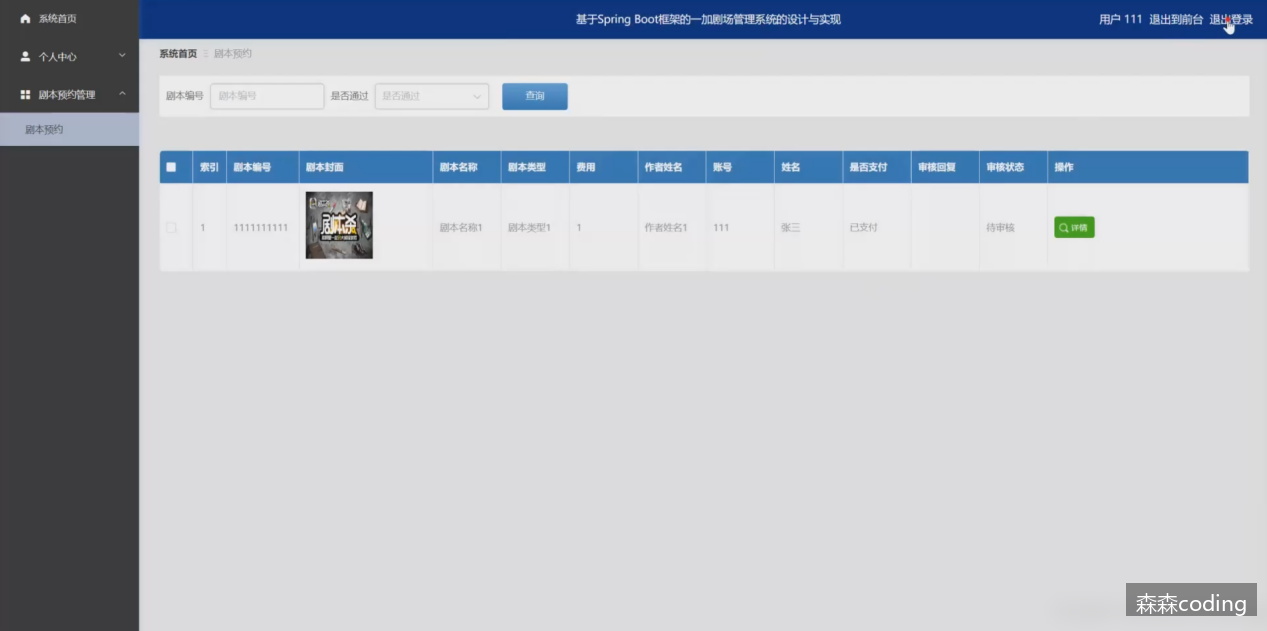 系统首页
个人中心
剧本预约管理
剧本预约
基于Spring Boot框架的一加剧场管理系统的设计与实现
用户 111 退出到前台 退出登录
系统首页 剧本预约
剧本编号 剧本编号 是否通过 是否通过 查询
索引 剧本编号 剧本封面 剧本名称 剧本类型 费用 作者姓名 账号 姓名 是否支付 审核回复 审核状态 操作
1 1111111111 剧本杀 剧本名称1 剧本类型1 1 作者姓名1 111 张三 已支付 待审核 详情
森森coding